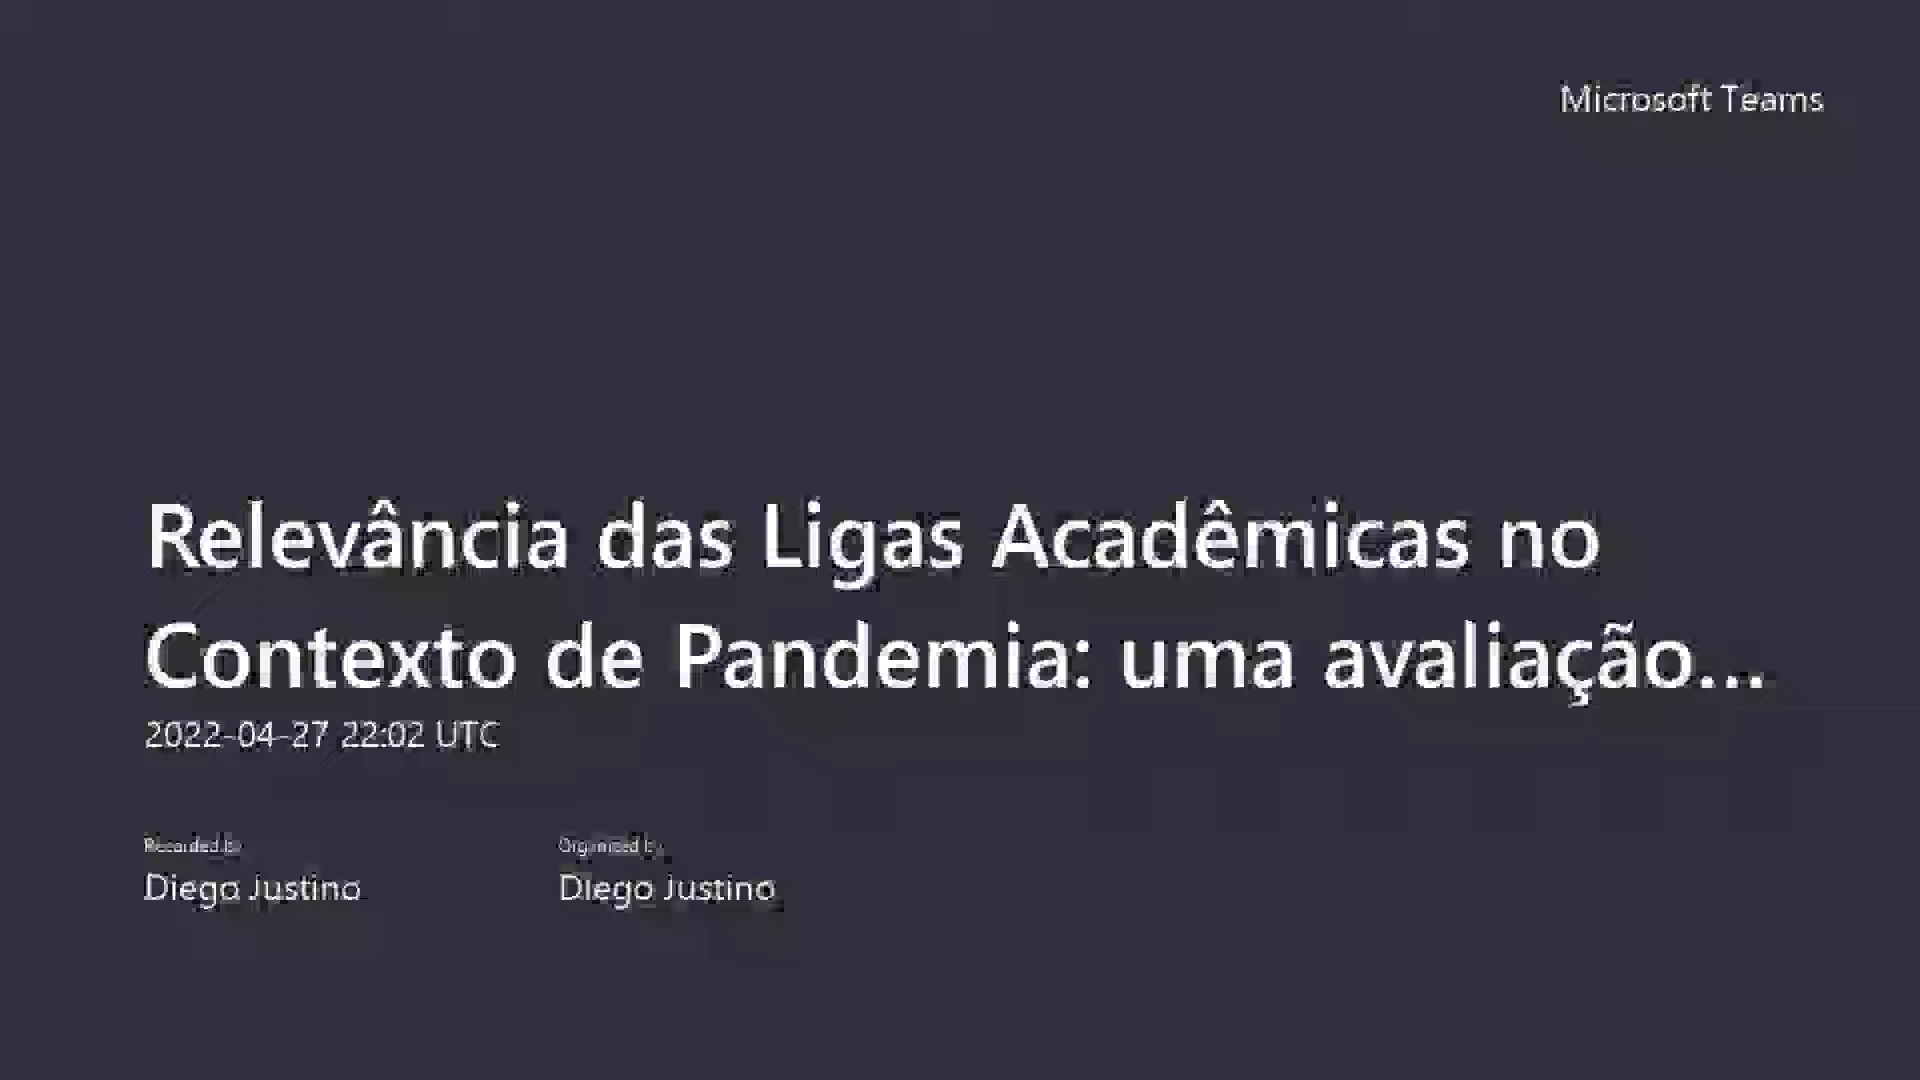 Microsoft Teams
Relevância das Ligas Acadêmicas no
Contexto de Pandemia: uma avaliação...
2022-04-27 22:02 UTC
Recorded by
Organized by
Diego Justino
Diego Justino